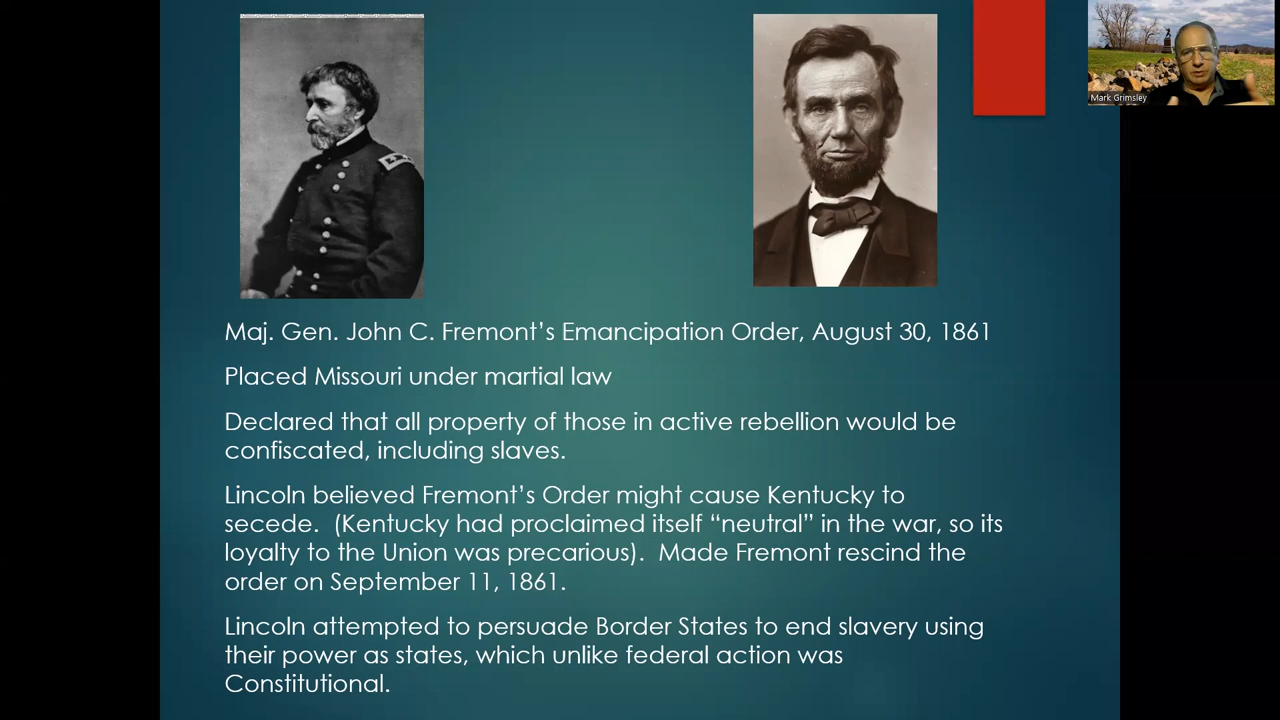 Mark Grimsley
Maj. Gen. John C. Fremont’s Emancipation Order, August 30, 1861
Placed Missouri under martial law
Declared that all property of those in active rebellion would be
confiscated, including slaves.
Lincoln believed Fremont’s Order might cause Kentucky to
secede.  (Kentucky had proclaimed itself “neutral” in the war, so its
loyalty to the Union was precarious).  Made Fremont rescind the
order on September 11, 1861.
Lincoln attempted to persuade Border States to end slavery using
their power as states, which unlike federal action was
Constitutional.